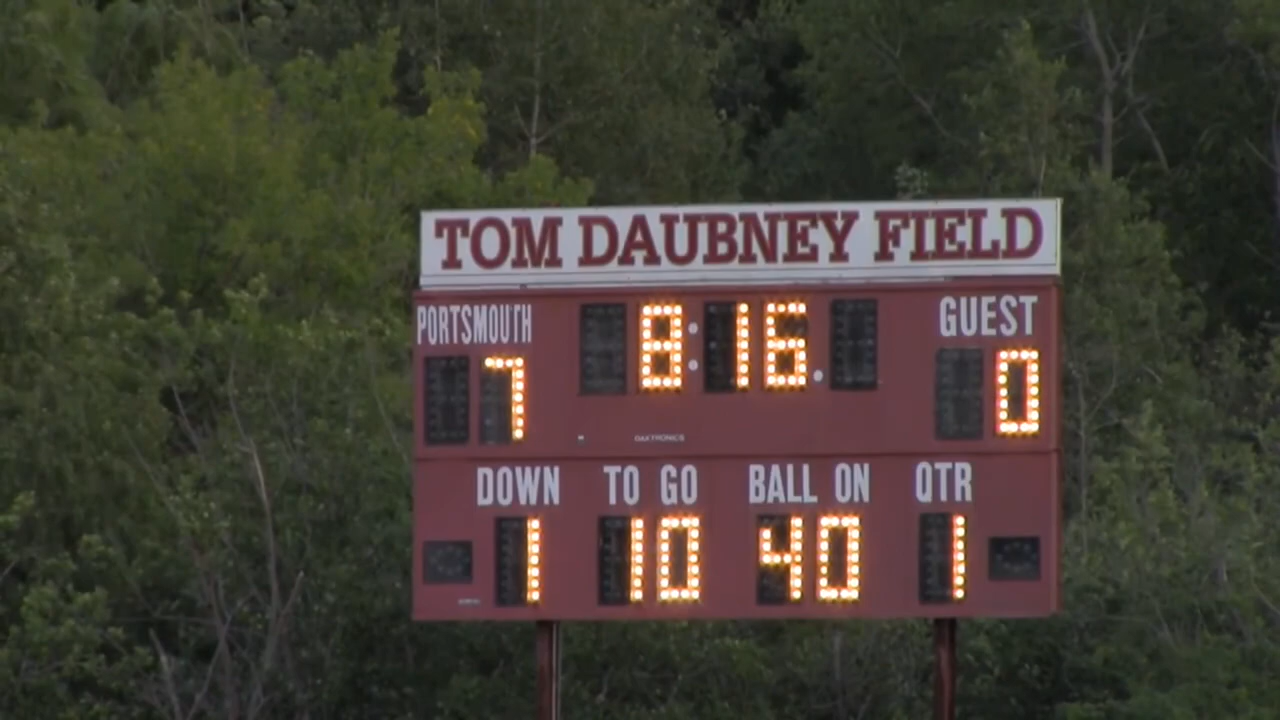 TOM DAUBNEY FIELD
PORTSMOUTH 8:16. GUEST
7 0
DAKTRONICS
DOWN TO GO BALL ON QTR
1 10 40 1